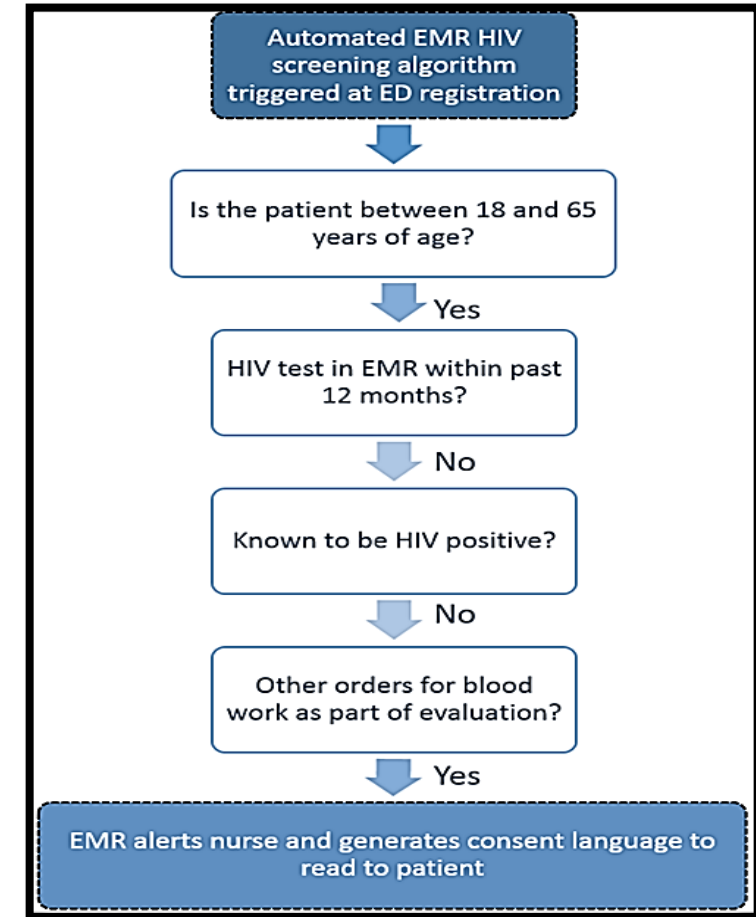 Automated EMR HIV
screening algorithm
triggered at ED registration
Is the patient between 18 and 65
years of age?
Yes
HIV test in EMR within past
12 months?
No
Known to be HIV positive?
No
Other orders for blood
work as part of evaluation?
Yes
EMR alerts nurse and generates consent language to
read to patient